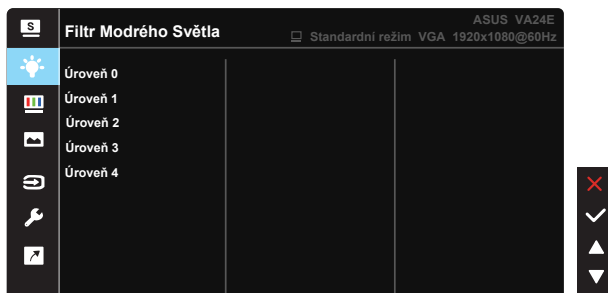 S
Filtr Modrého Světla
ASUS VA24E
Standardní režim VGA 1920x1080@60Hz
Úroveň 0
Úroveň 1
Úroveň 2
Úroveň 3
Úroveň 4